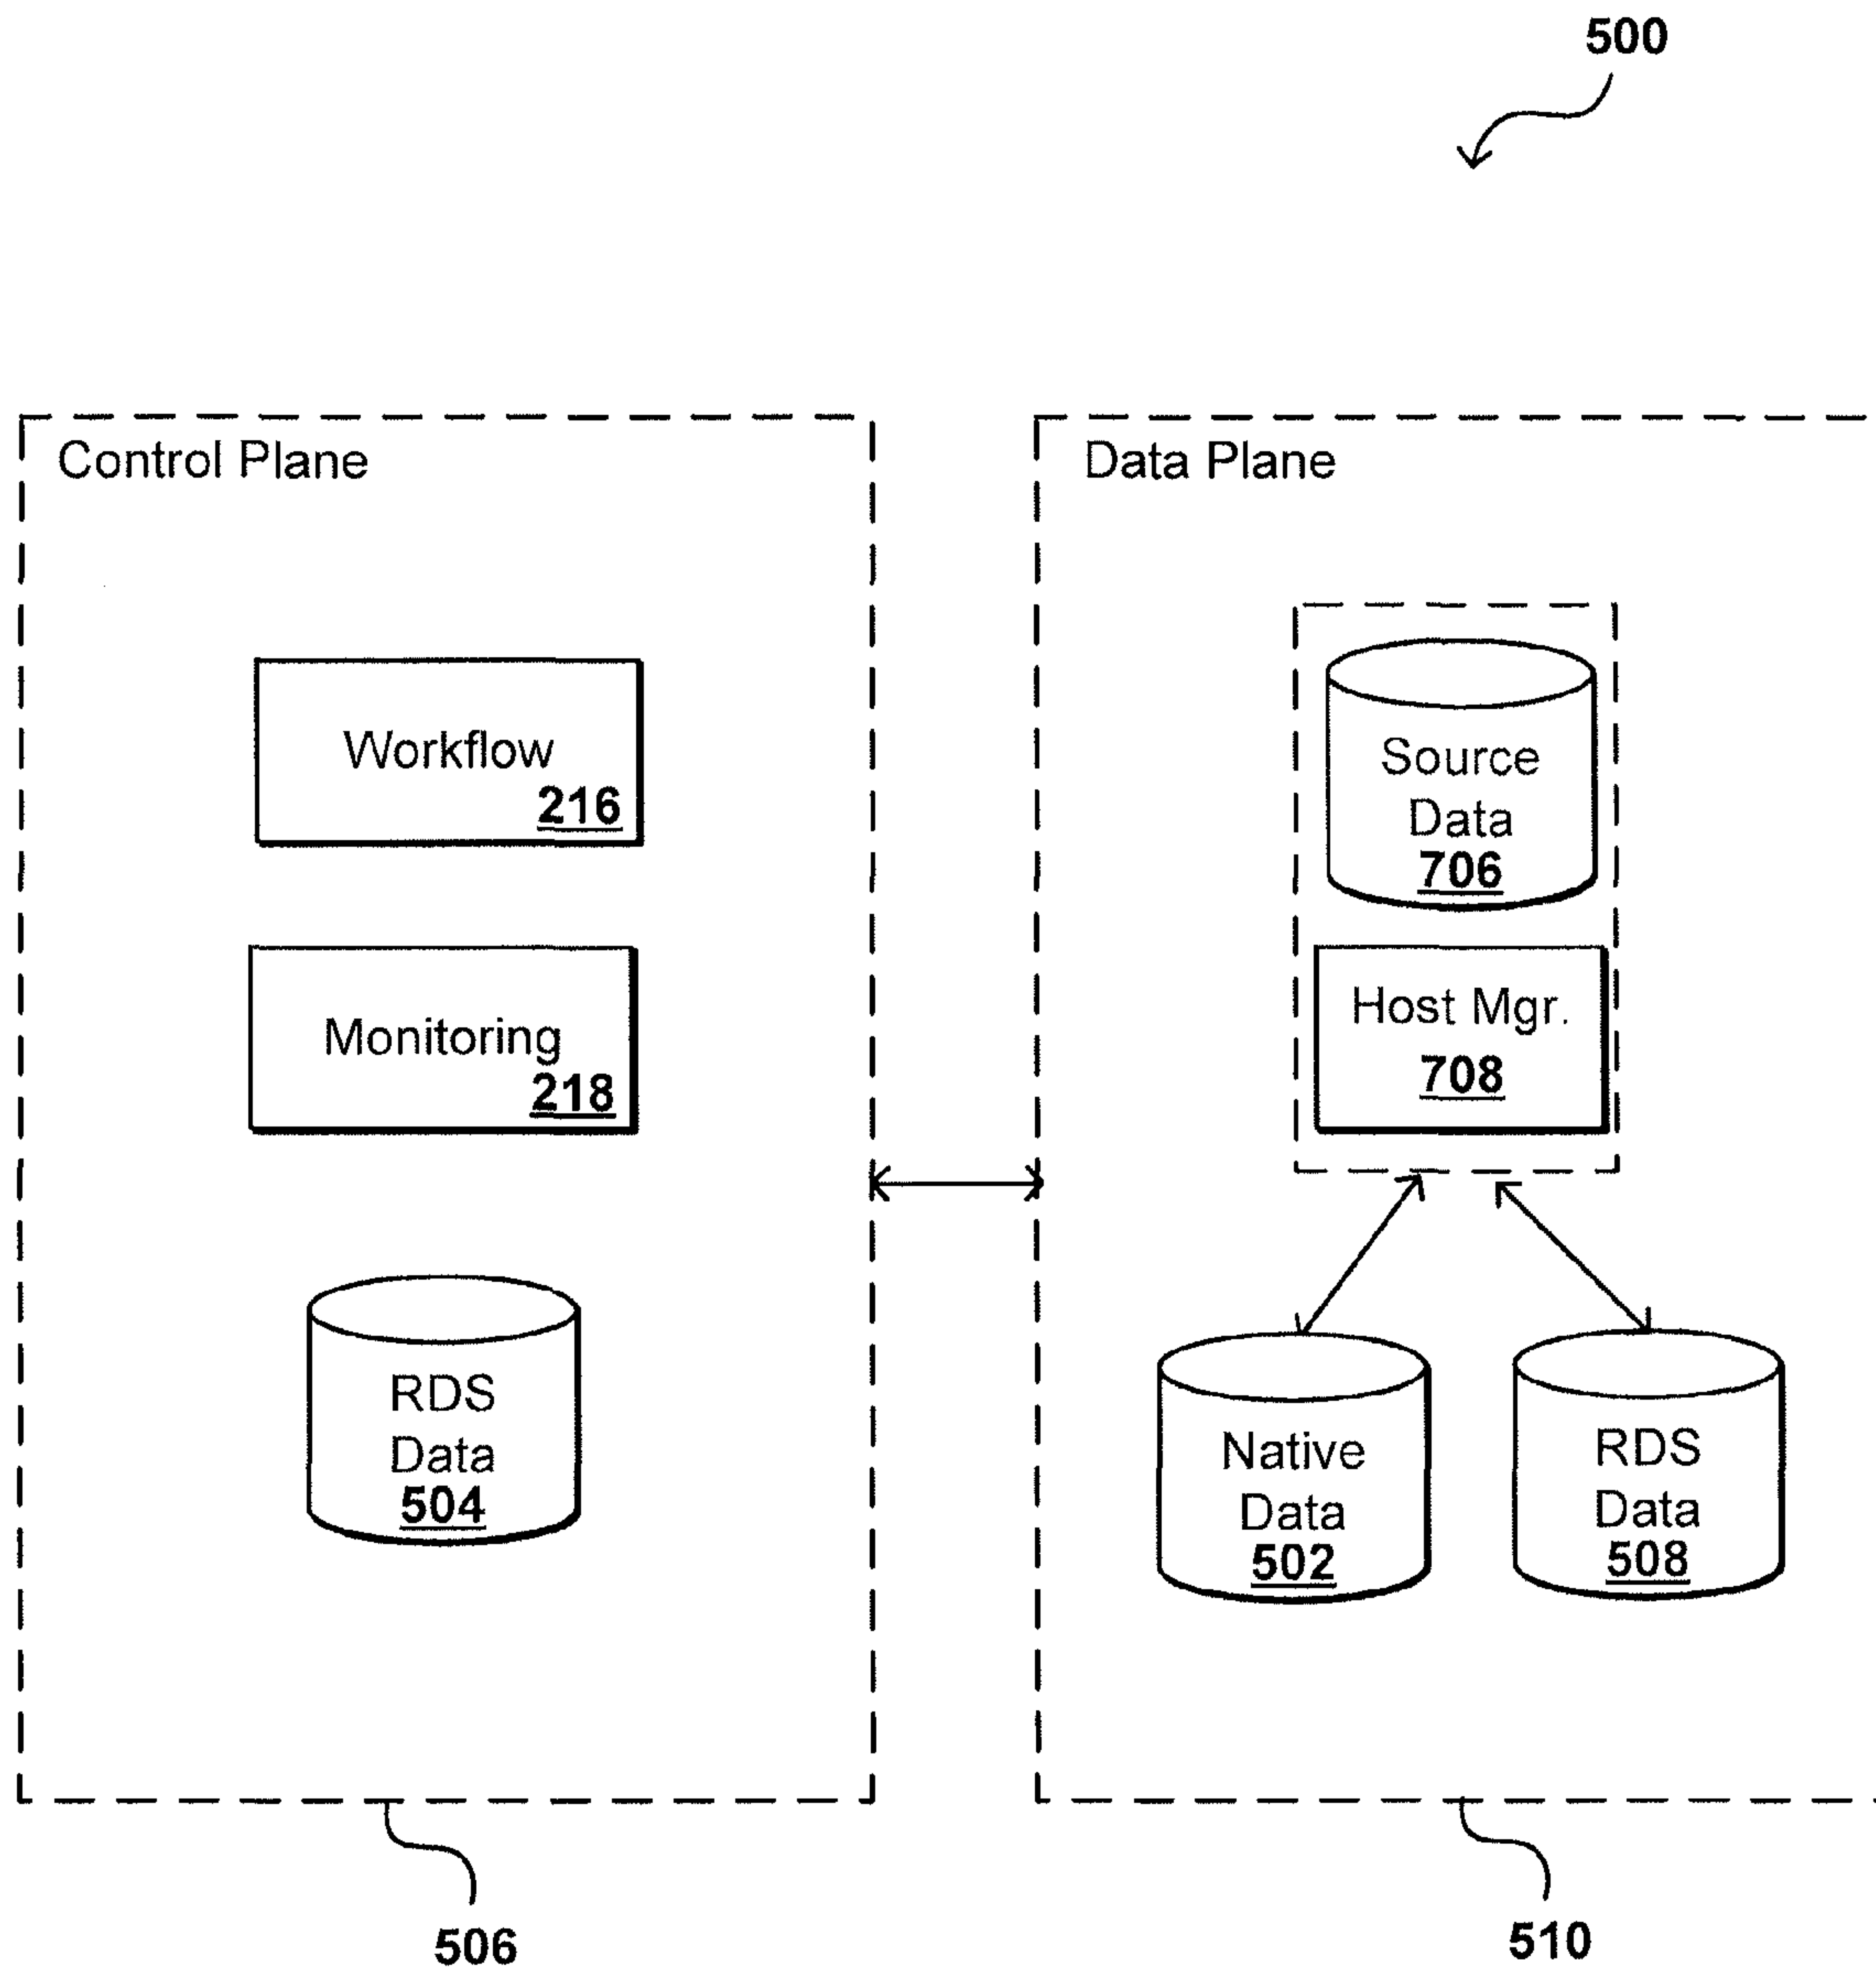 500
Control Plane
Workflow
216
Monitoring
218
RDS
Data
504
506
Data Plane
Source
Data
706
Host Mgr.
708
Native
Data
502
RDS
Data
508
510